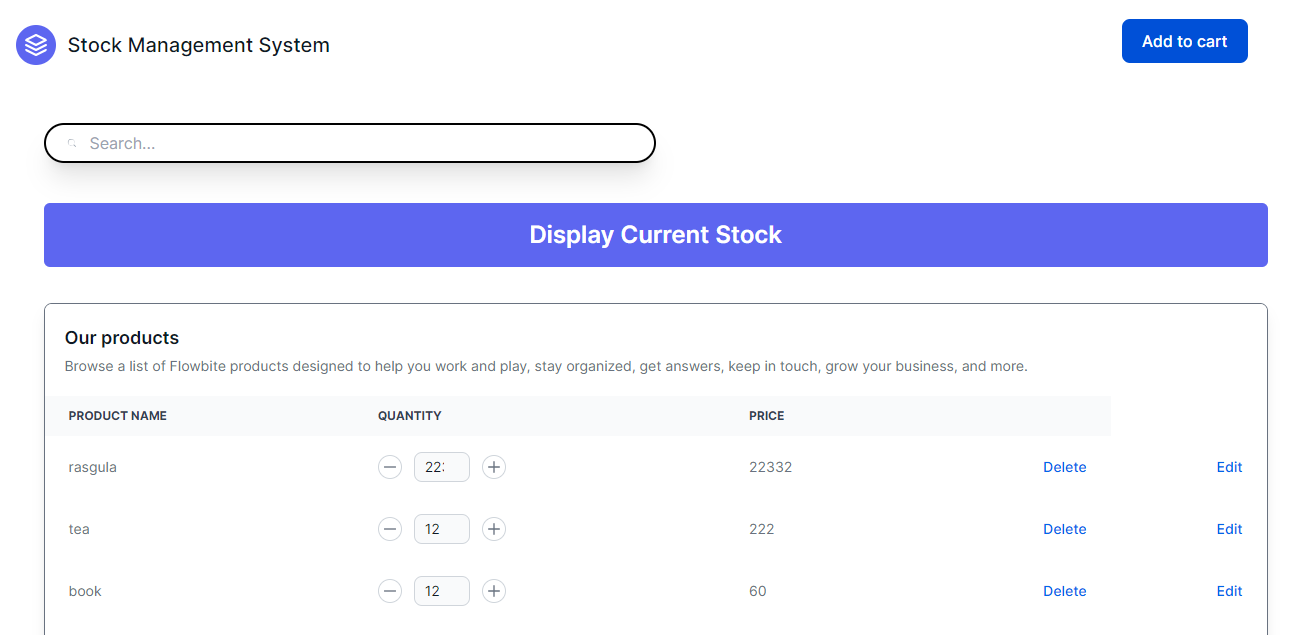 Stock Management System
Add to cart
Search...
Display Current Stock
Our products
Browse a list of Flowbite products designed to help you work and play, stay organized, get answers, keep in touch, grow your business, and more.
PRODUCT NAME QUANTITY PRICE
rasgula 22332 Delete Edit
tea 12 222 Delete Edit
book 12 60 Delete Edit